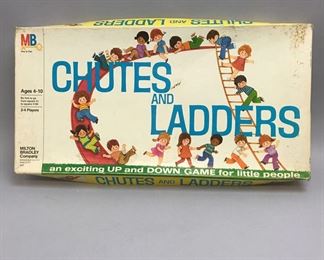 CHUTES AND LADDERS
MB
CHUTES
AND
LADDERS
Ages 4-10
2-4 Players
MILTON
BRADLEY
Company
an exciting UP and DOWN GAME for little people
CHUTES AND LADDERS